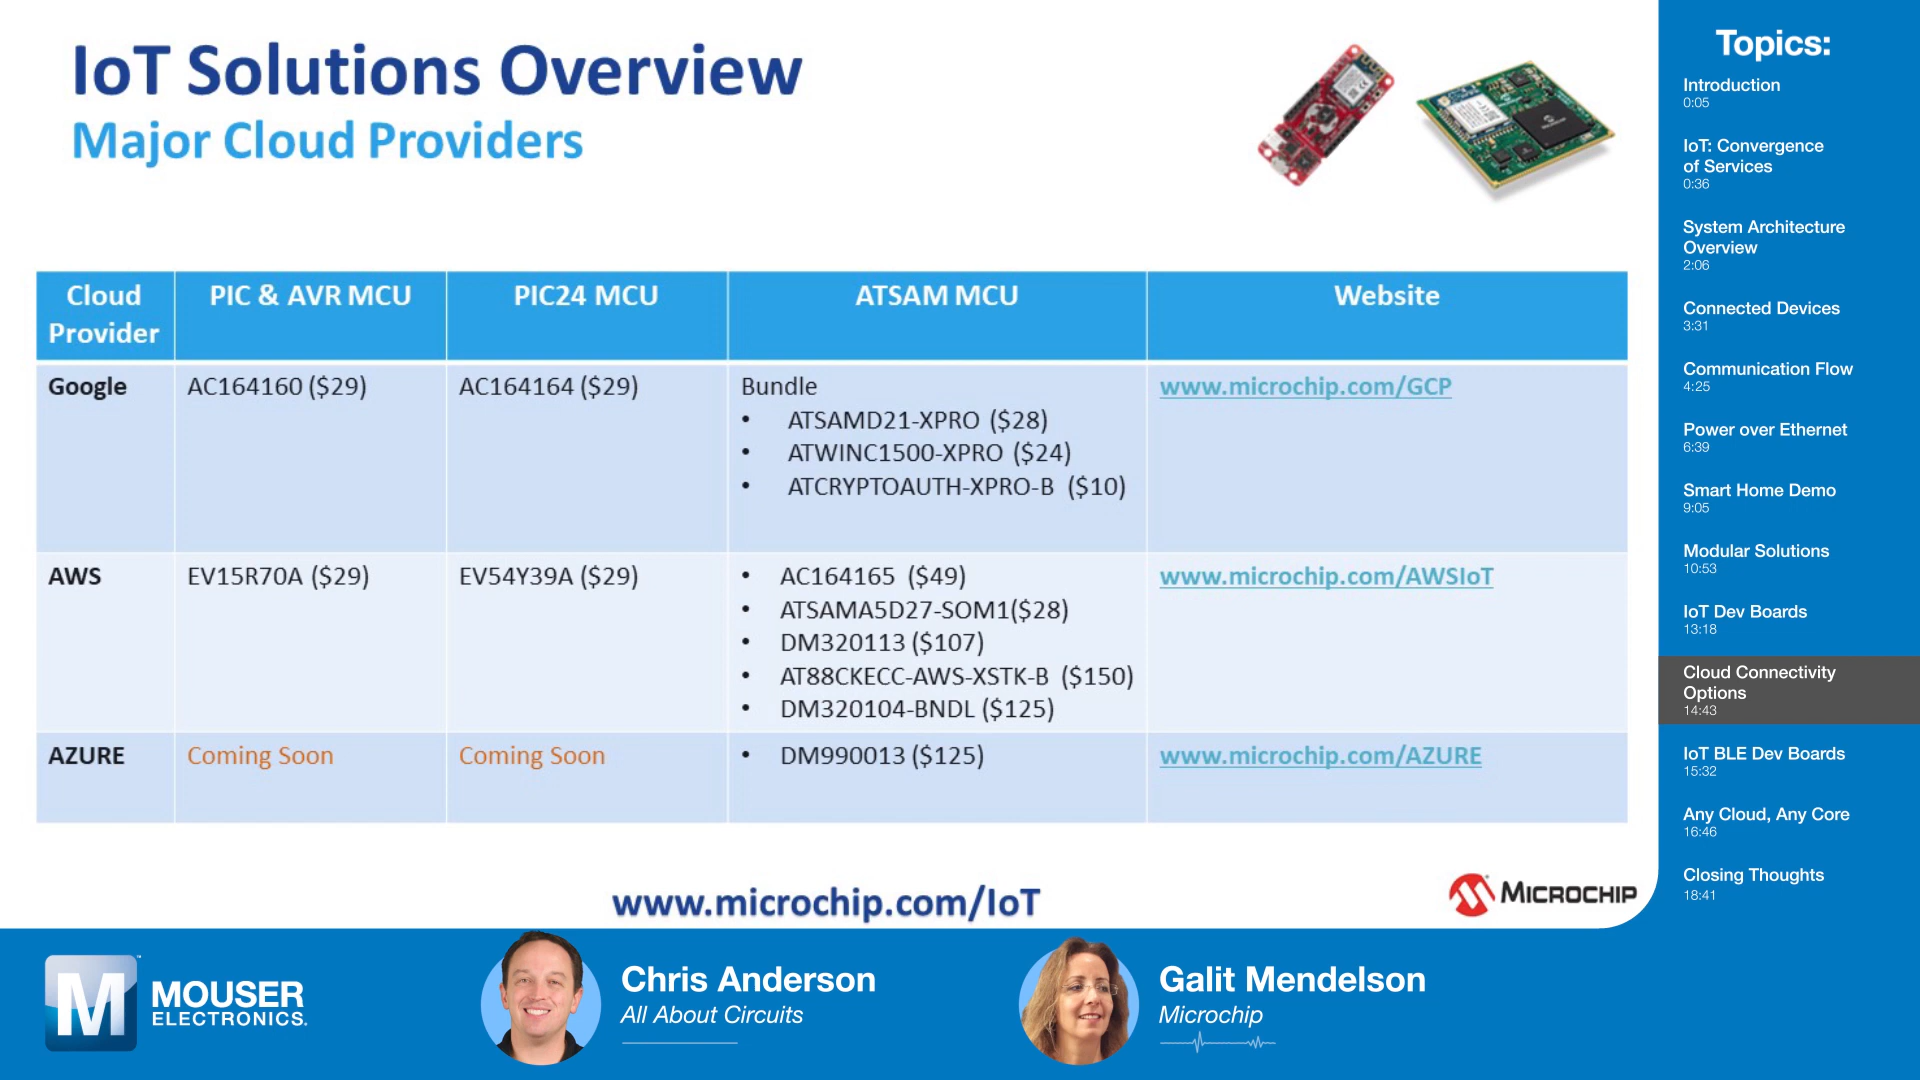 IoT Solutions Overview
Major Cloud Providers
Cloud
Provider
PIC & AVR MCU
PIC24 MCU
ATSAM MCU
Website
Google
AC164160 ($29)
AC164164 ($29)
Bundle
• ATSAMD21-XPRO ($28)
• ATWINC1500-XPRO ($24)
• ATCRYPTOAUTH-XPRO-B ($10)
www.microchip.com/GCP
AWS
EV15R70A ($29)
EV54Y39A ($29)
• AC164165 ($49)
• ATSAMA5D27-SOM1($28)
• DM320113 ($107)
• AT88CKECC-AWS-XSTK-B ($150)
• DM320104-BNDL ($125)
www.microchip.com/AWSIoT
AZURE
Coming Soon
Coming Soon
• DM990013 ($125)
www.microchip.com/AZURE
www.microchip.com/IoT
MICROCHIP
Topics:
Introduction
0:05
IoT: Convergence
of Services
0:36
System Architecture
Overview
2:06
Connected Devices
3:31
Communication Flow
4:25
Power over Ethernet
6:39
Smart Home Demo
9:05
Modular Solutions
10:53
IoT Dev Boards
13:18
Cloud Connectivity
Options
14:43
IoT BLE Dev Boards
15:32
Any Cloud, Any Core
16:46
Closing Thoughts
18:41
M
MOUSER
ELECTRONICS.
Chris Anderson
All About Circuits
Galit Mendelson
Microchip